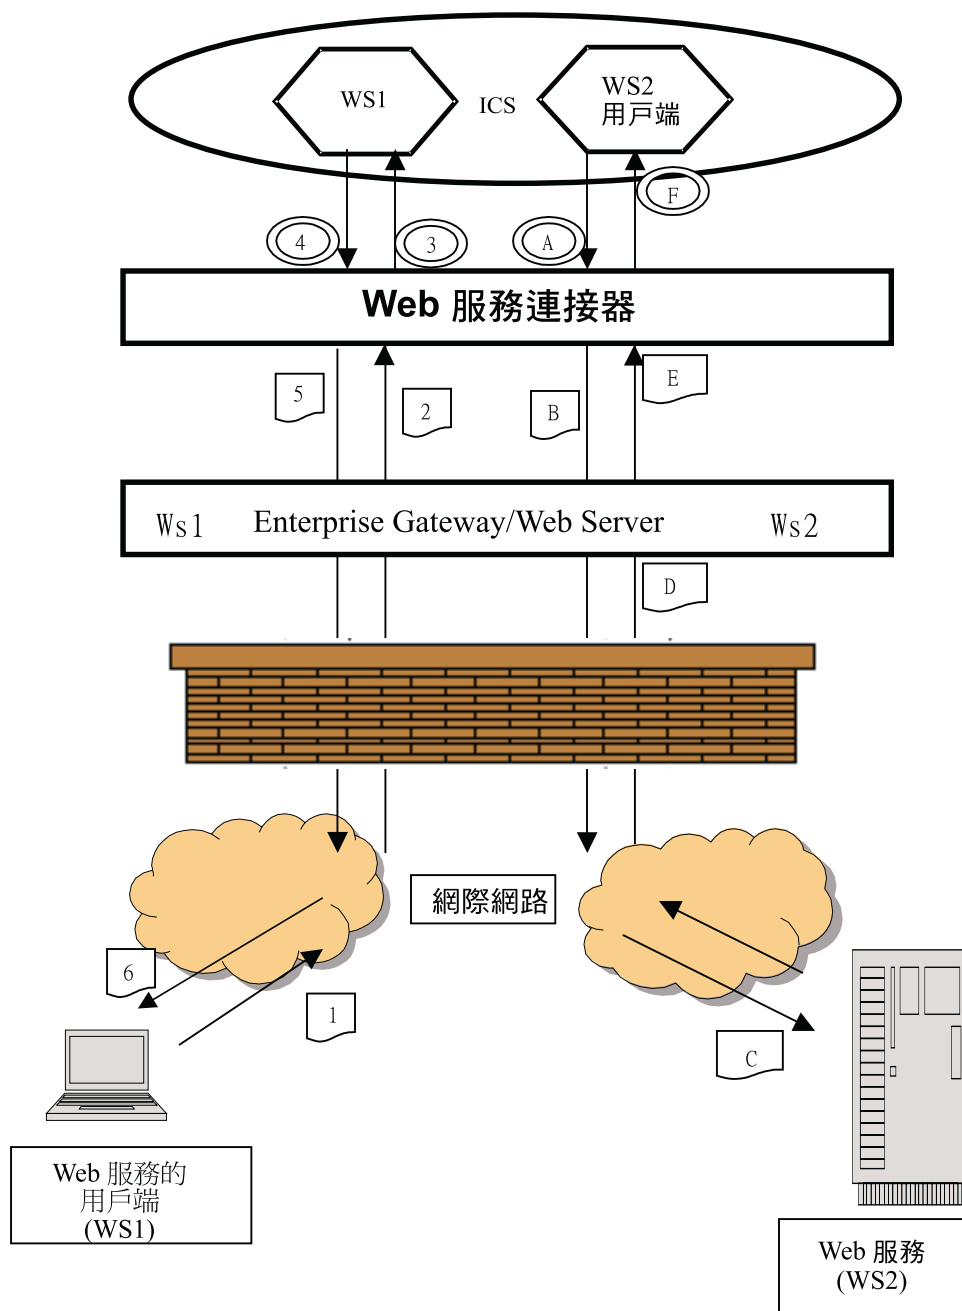 WS1
ICS
WS2
用戸端
F
4
3
A
Web 服務連接器
5
2
B
E
Ws1
Enterprise Gateway/Web Server
Ws2
D
網際網路
6
1
C
Web 服務的
用戶端
(WS1)
Web 服務
(WS2)